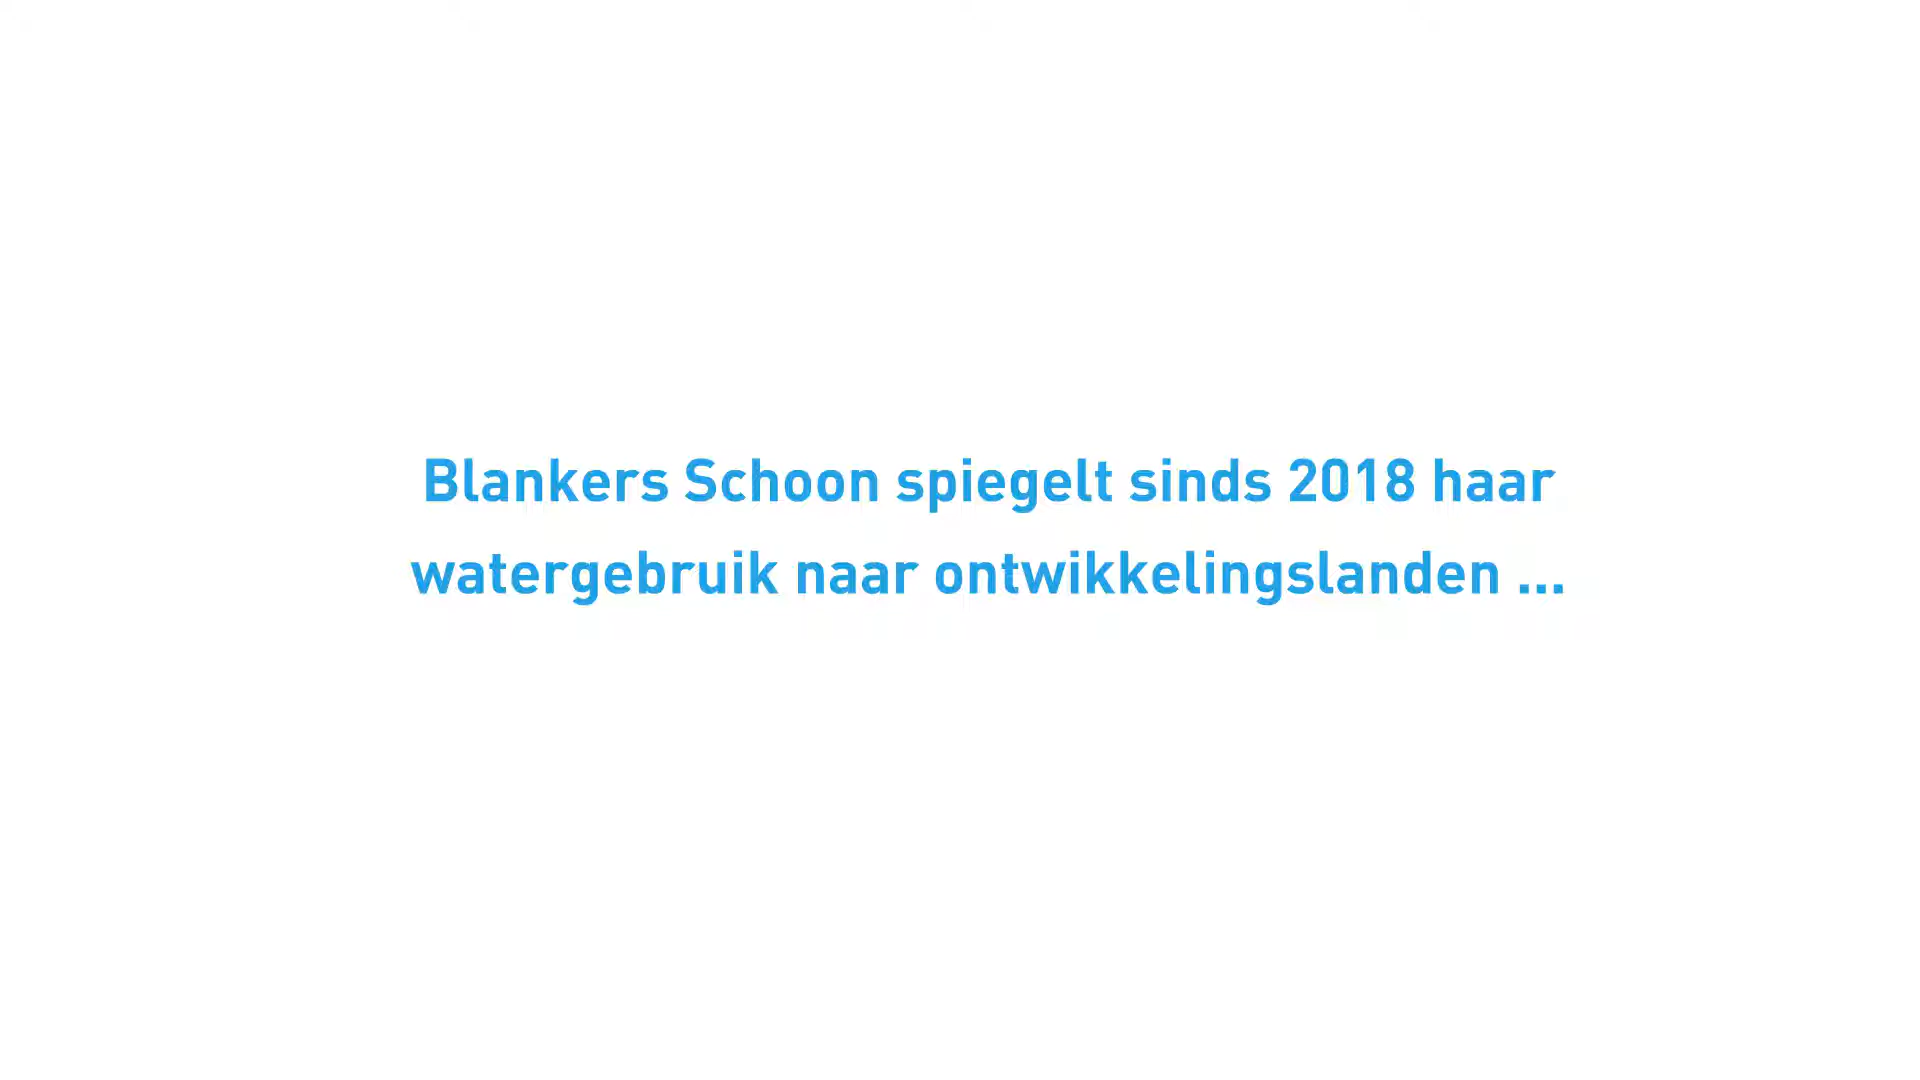 Blankers Schoon spiegelt sinds 2018 haar
watergebruik naar ontwikkelingslanden ...